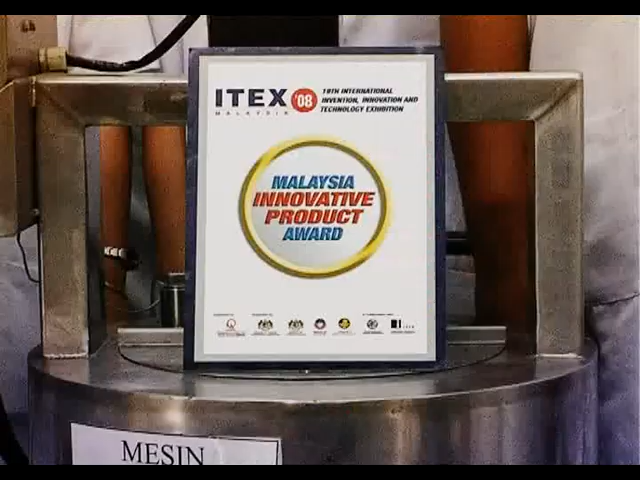 ITEX '08
MALAYSIA
19TH INTERNATIONAL
INVENTION, INNOVATION AND
TECHNOLOGY EXHIBITION
MALAYSIA
INNOVATIVE
PRODUCT
AWARD
MESIN